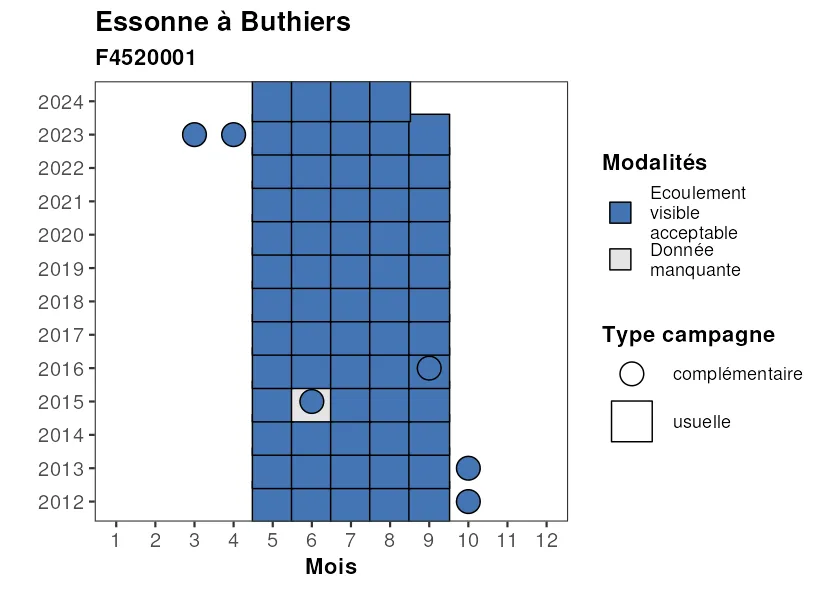 Essonne à Buthiers
F4520001
2024
2023
2022
2021
2020
2019
2018
2017
2016
2015
2014
2013
2012
1 2 3 4 5 6 7 8 9 10 11 12
Mois
Modalités
Ecoulement
visible
acceptable
Donnée
manquante
Type campagne
complémentaire
usuelle